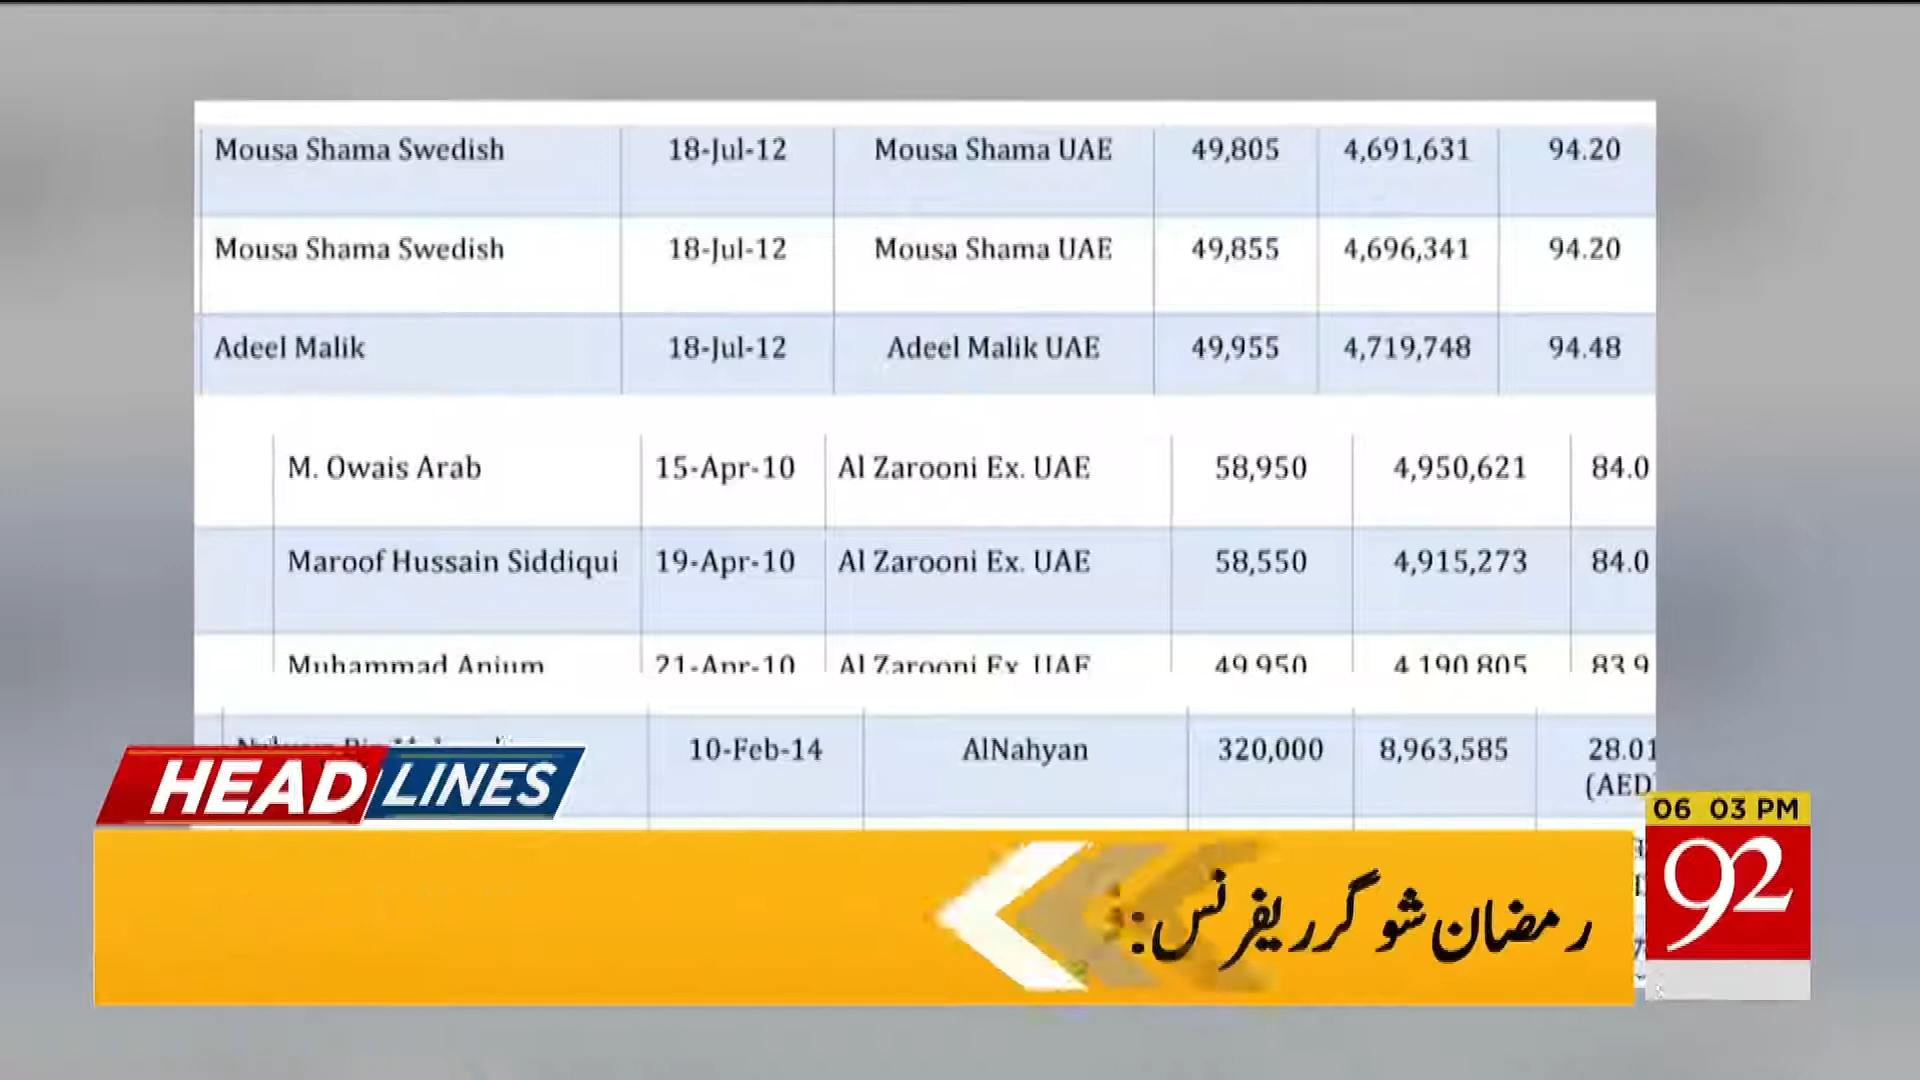 Mousa Shama Swedish 18-Jul-12 Mousa Shama UAE 49,805 4,691,631 94.20
Mousa Shama Swedish 18-Jul-12 Mousa Shama UAE 49,855 4,696,341 94.20
Adeel Malik 18-Jul-12 Adeel Malik UAE 49,955 4,719,748 94.48
M. Owais Arab 15-Apr-10 Al Zarooni Ex. UAE 58,950 4,950,621 84.0
Maroof Hussain Siddiqui 19-Apr-10 Al Zarooni Ex. UAE 58,550 4,915,273 84.0
Muhammad Anjum 21-Apr-10 Al Zarooni Ex. UAE 49,950 4,190,805 83.9
10-Feb-14 AlNahyan 320,000 8,963,585 28.01
(AED)
HEADLINES
06 03 PM
92
رمضان شوگر ریفرنس: